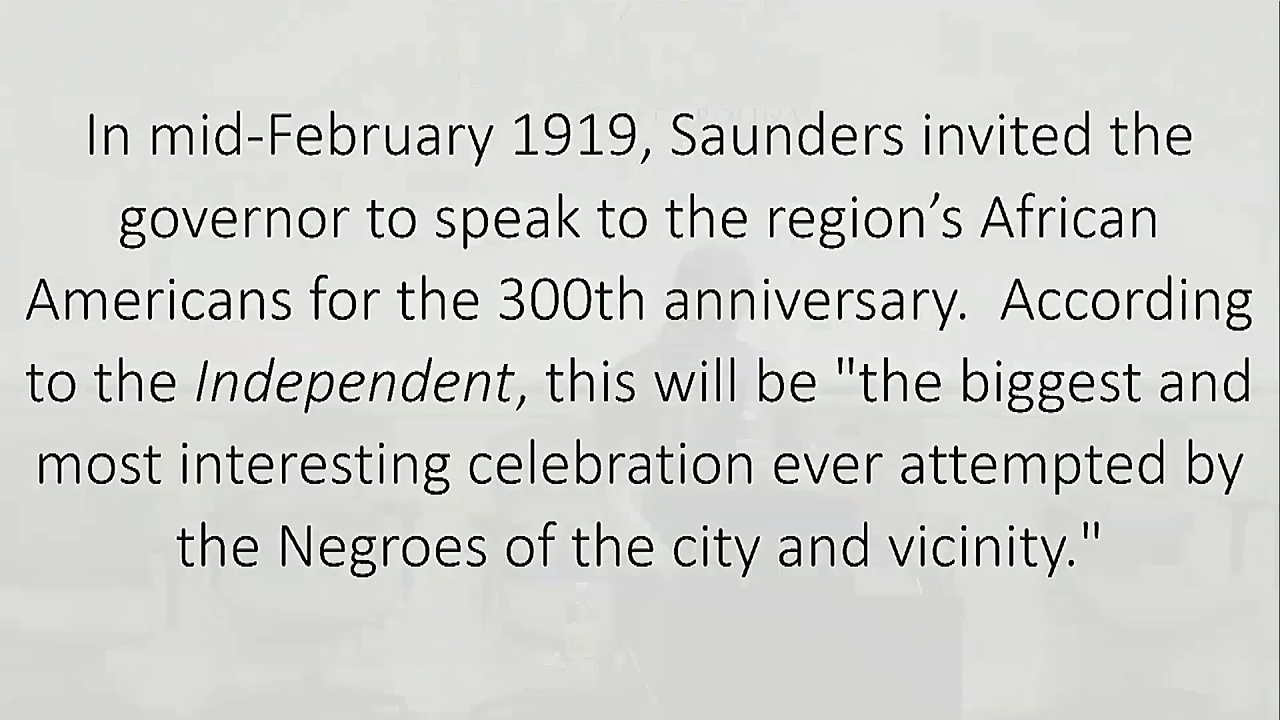 In mid-February 1919, Saunders invited the
governor to speak to the region’s African
Americans for the 300th anniversary.  According
to the Independent, this will be "the biggest and
most interesting celebration ever attempted by
the Negroes of the city and vicinity."